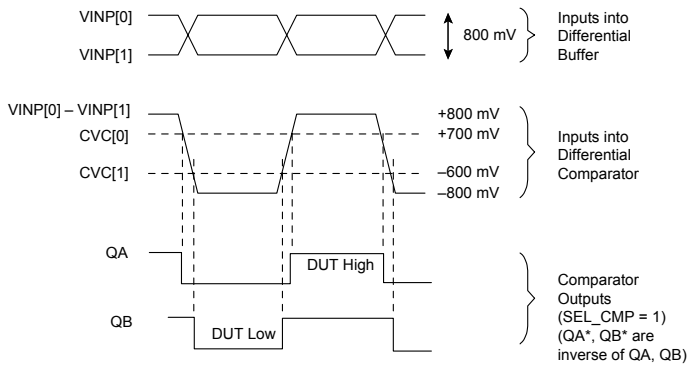 VINP[0]
VINP[1]
800 mV
Inputs into
Differential
Buffer
VINP[0] – VINP[1]
CVC[0]
CVC[1]
+800 mV
+700 mV
–600 mV
–800 mV
Inputs into
Differential
Comparator
QA
DUT High
QB
DUT Low
Comparator
Outputs
(SEL_CMP = 1)
(QA*, QB* are
inverse of QA, QB)